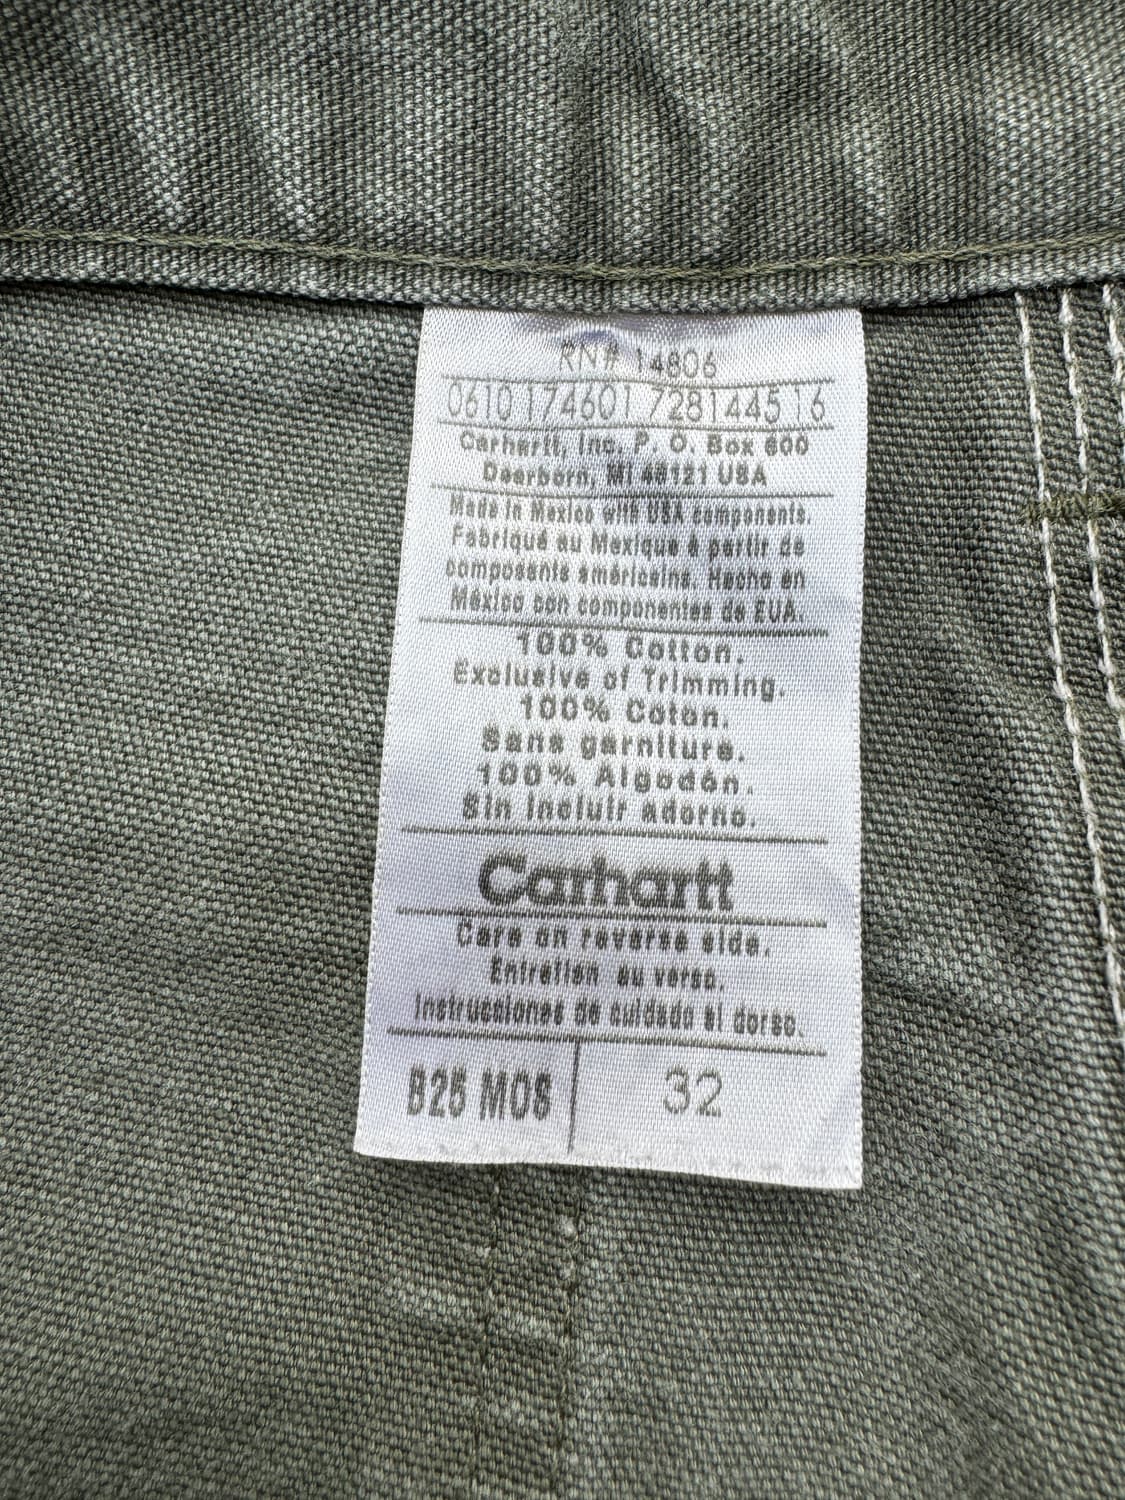 RN# 14806
0610 174601 7281445 16
Carhartt, Inc. P. O. Box 600
Dearborn, MI 48121 USA
Made in Mexico with USA components.
Fabriqué au Mexique à partir de
composants américains. Hecho en
México con componentes de EUA.
100% Cotton.
Exclusive of Trimming.
100% Coton.
Sans garniture.
100% Algodón.
Sin incluir adorno.
Carhartt
Care on reverse side.
Entretien au verso.
Instrucciones de cuidado al dorso.
B25 MOS 32